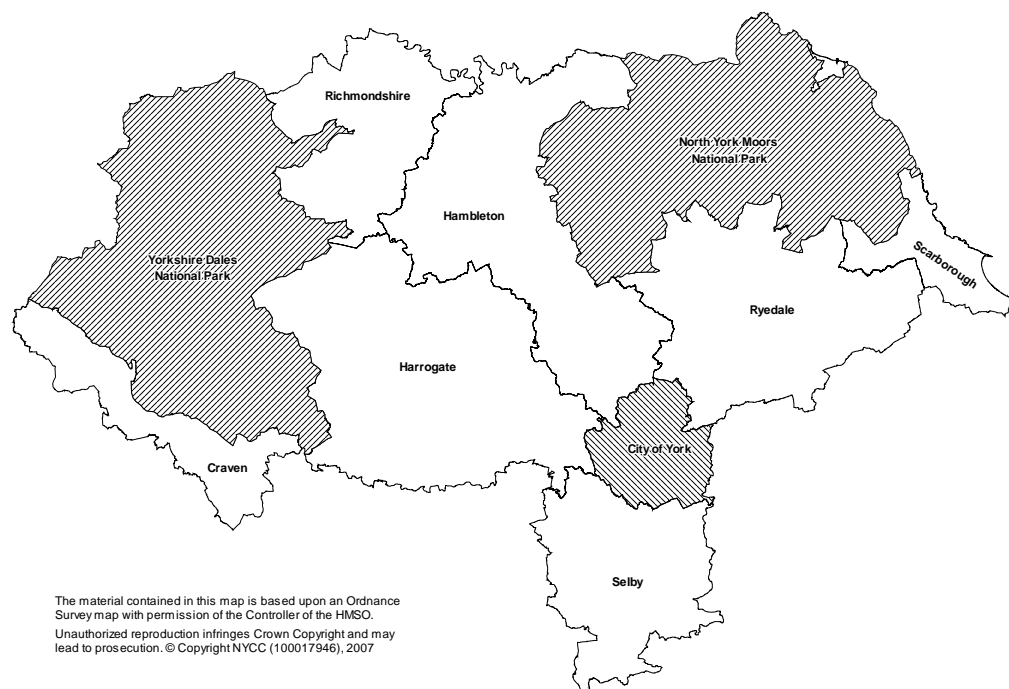 Richmondshire
North York Moors
National Park
Hambleton
Yorkshire Dales
National Park
Scarborough
Ryedale
Harrogate
City of York
Craven
Selby
The material contained in this map is based upon an Ordnance
Survey map with permission of the Controller of the HMSO.
Unauthorized reproduction infringes Crown Copyright and may
lead to prosecution. © Copyright NYCC (100017946), 2007